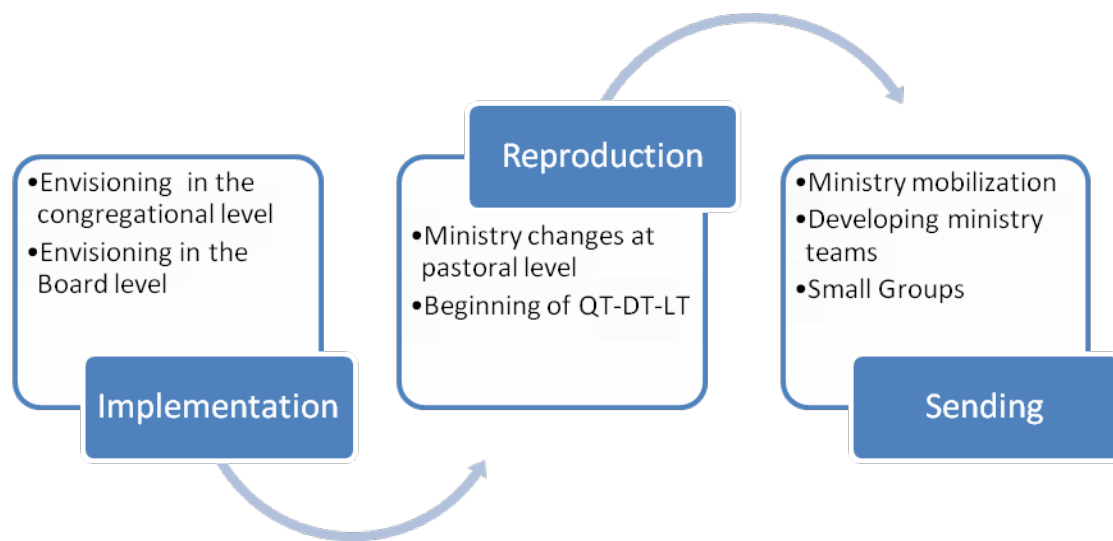 •Envisioning in the
congregational level
•Envisioning in the
Board level
Implementation
Reproduction
•Ministry changes at
pastoral level
•Beginning of QT-DT-LT
•Ministry mobilization
•Developing ministry
teams
•Small Groups
Sending